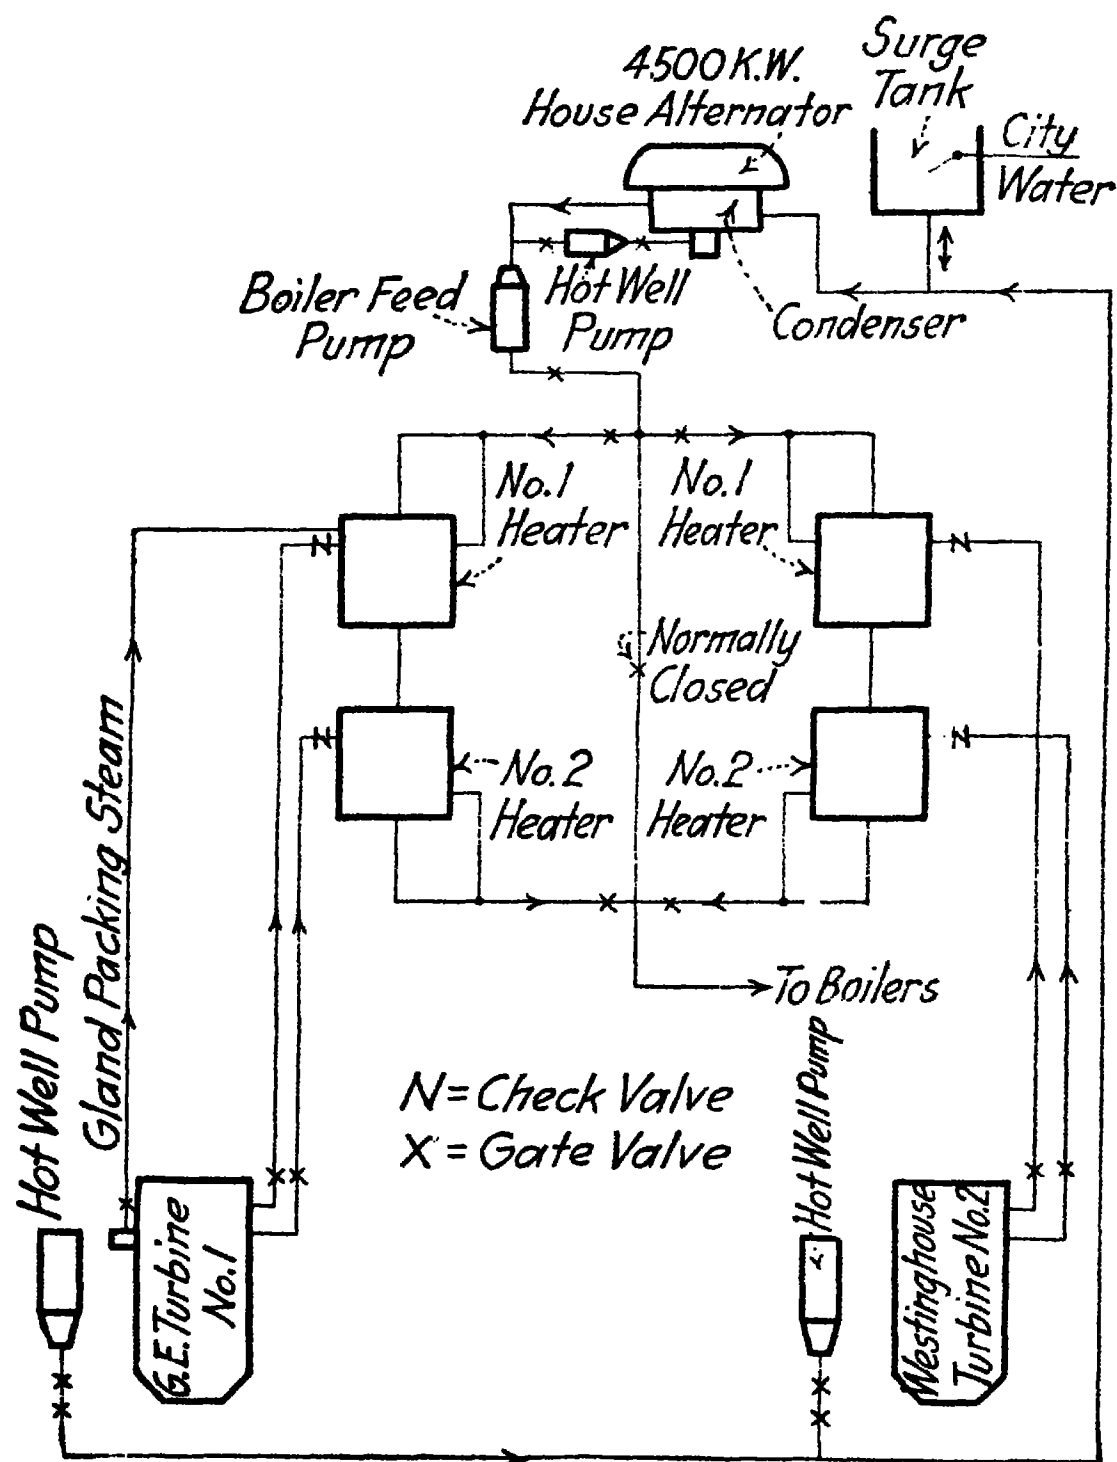 4500 K.W.
House Alternator
Surge
Tank
City
Water
Boiler Feed
Pump
Hot Well
Pump
Condenser
No.1
Heater
No.1
Heater
Normally
Closed
No.2
Heater
No.2
Heater
Gland Packing Steam
Hot Well Pump
To Boilers
Hot Well Pump
N = Check Valve
X = Gate Valve
G.E. Turbine
No.1
Westinghouse
Turbine No.2